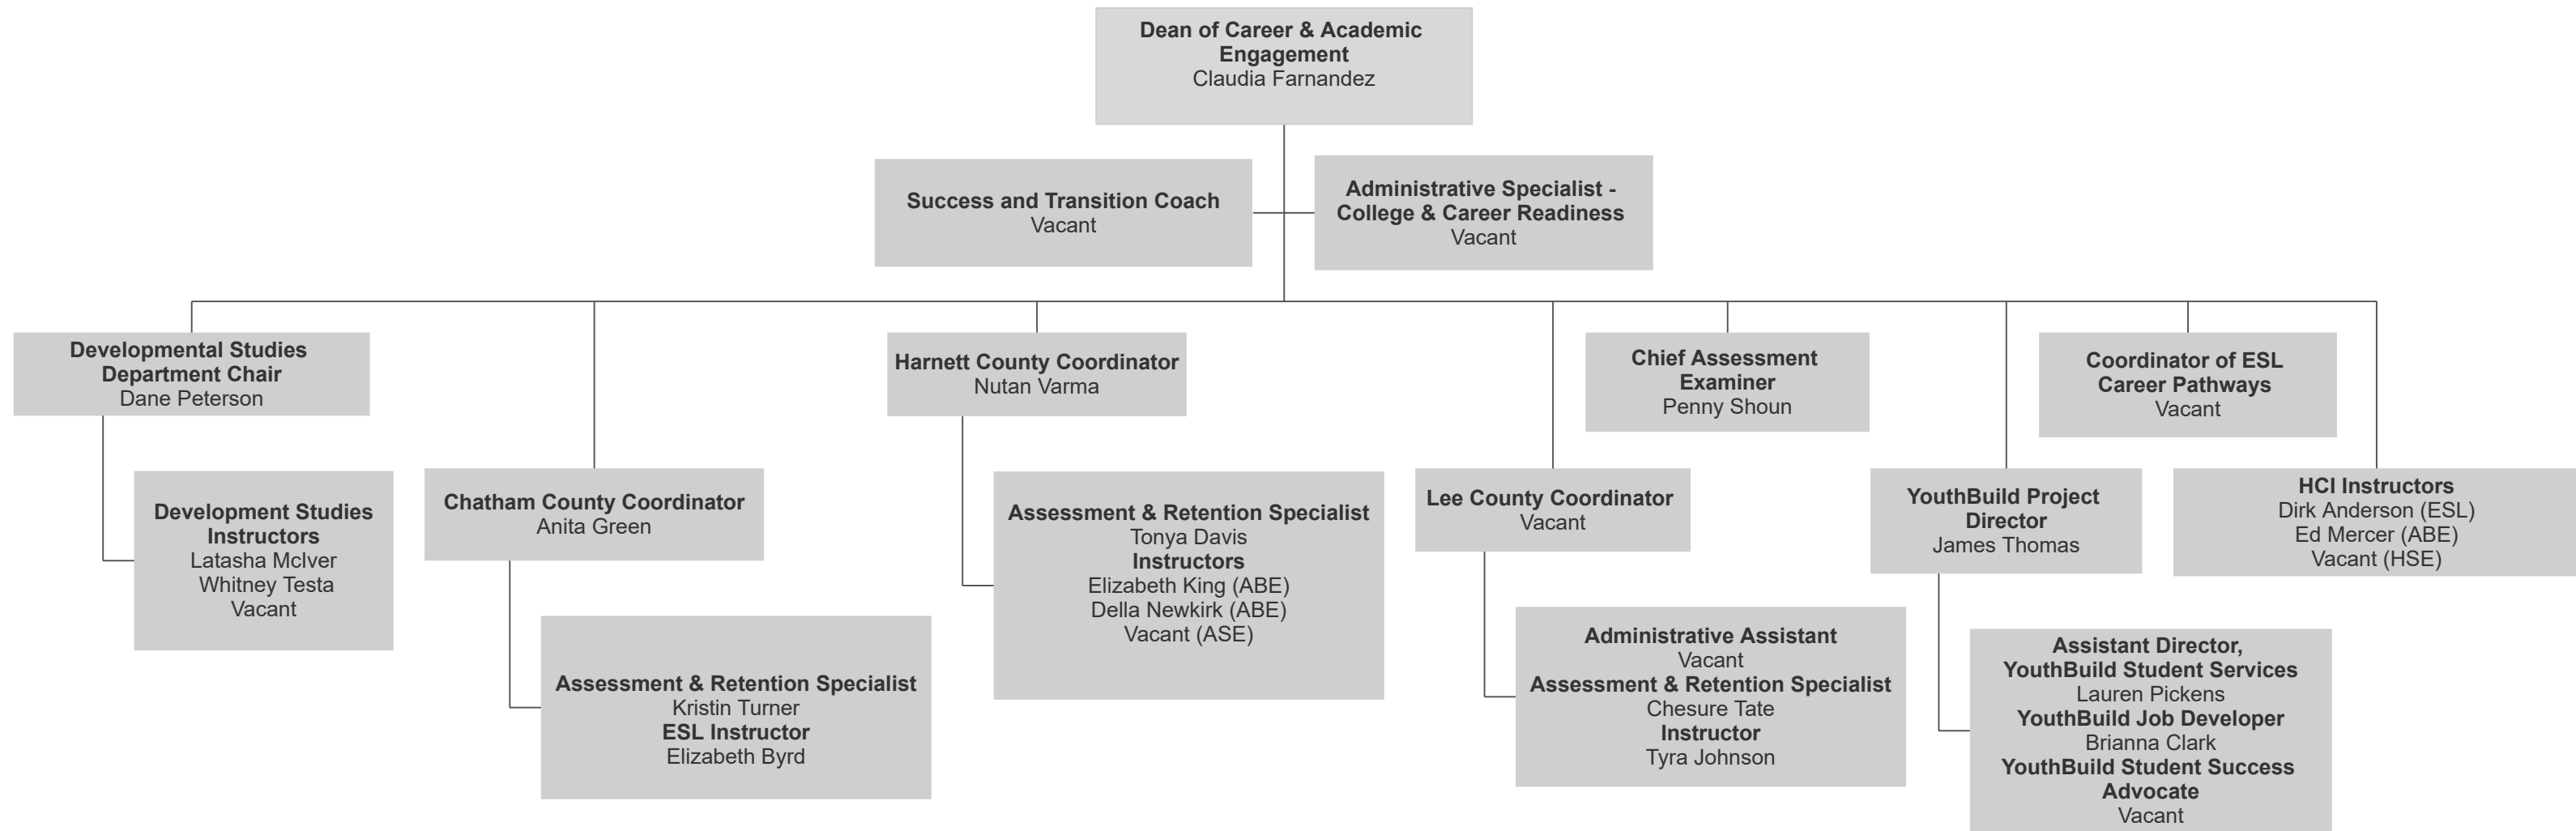 Dean of Career & Academic
Engagement
Claudia Farnandez
Success and Transition Coach
Vacant
Administrative Specialist -
College & Career Readiness
Vacant
Developmental Studies
Department Chair
Dane Peterson
Harnett County Coordinator
Nutan Varma
Chief Assessment
Examiner
Penny Shoun
Coordinator of ESL
Career Pathways
Vacant
Development Studies
Instructors
Latasha McIver
Whitney Testa
Vacant
Chatham County Coordinator
Anita Green
Assessment & Retention Specialist
Tonya Davis
Instructors
Elizabeth King (ABE)
Della Newkirk (ABE)
Vacant (ASE)
Lee County Coordinator
Vacant
YouthBuild Project
Director
James Thomas
HCI Instructors
Dirk Anderson (ESL)
Ed Mercer (ABE)
Vacant (HSE)
Assessment & Retention Specialist
Kristin Turner
ESL Instructor
Elizabeth Byrd
Administrative Assistant
Vacant
Assessment & Retention Specialist
Chesure Tate
Instructor
Tyra Johnson
Assistant Director,
YouthBuild Student Services
Lauren Pickens
YouthBuild Job Developer
Brianna Clark
YouthBuild Student Success
Advocate
Vacant